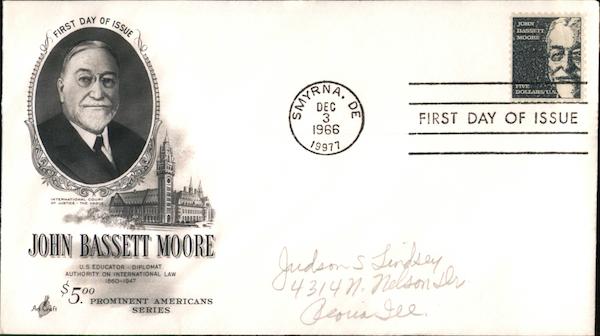 FIRST DAY OF ISSUE
INTERNATIONAL COURT
OF JUSTICE - THE HAGUE
JOHN BASSETT MOORE
U.S. EDUCATOR - DIPLOMAT
AUTHORITY ON INTERNATIONAL LAW
1860-1947
$5.00 PROMINENT AMERICANS
SERIES
Art Craft
SMYRNA, DE
DEC
3
1966
19977
JOHN
BASSETT
MOORE
FIVE
DOLLARS/U.S.
FIRST DAY OF ISSUE
Judson S Lindsey
4314 N. Nelson Dr.
Peoria Ill.